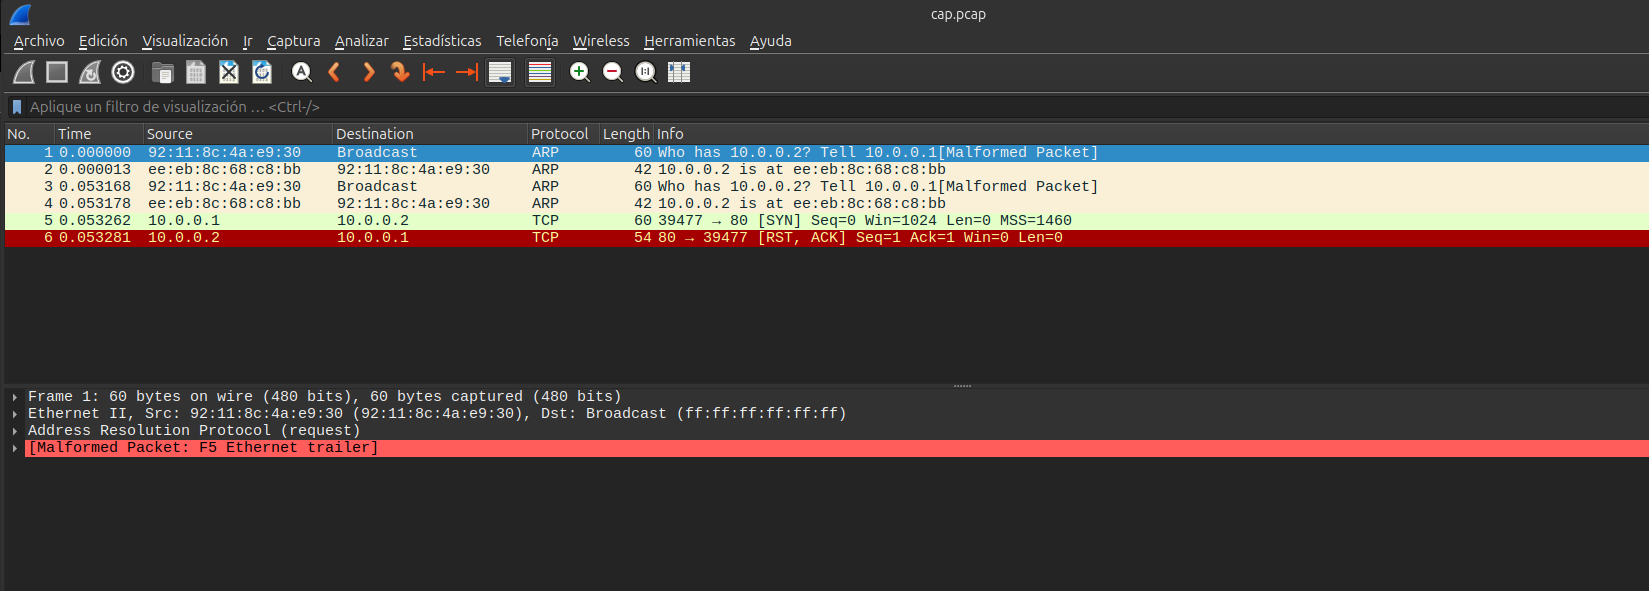 cap.pcap
Archivo Edición Visualización Ir Captura Analizar Estadísticas Telefonía Wireless Herramientas Ayuda
Aplique un filtro de visualización … <Ctrl-/>
No. Time Source Destination Protocol Length Info
1 0.000000 92:11:8c:4a:e9:30 Broadcast ARP 60 Who has 10.0.0.2? Tell 10.0.0.1[Malformed Packet]
2 0.000013 ee:eb:8c:68:c8:bb 92:11:8c:4a:e9:30 ARP 42 10.0.0.2 is at ee:eb:8c:68:c8:bb
3 0.053168 92:11:8c:4a:e9:30 Broadcast ARP 60 Who has 10.0.0.2? Tell 10.0.0.1[Malformed Packet]
4 0.053178 ee:eb:8c:68:c8:bb 92:11:8c:4a:e9:30 ARP 42 10.0.0.2 is at ee:eb:8c:68:c8:bb
5 0.053262 10.0.0.1 10.0.0.2 TCP 60 39477 → 80 [SYN] Seq=0 Win=1024 Len=0 MSS=1460
6 0.053281 10.0.0.2 10.0.0.1 TCP 54 80 → 39477 [RST, ACK] Seq=1 Ack=1 Win=0 Len=0
Frame 1: 60 bytes on wire (480 bits), 60 bytes captured (480 bits)
Ethernet II, Src: 92:11:8c:4a:e9:30 (92:11:8c:4a:e9:30), Dst: Broadcast (ff:ff:ff:ff:ff:ff)
Address Resolution Protocol (request)
[Malformed Packet: F5 Ethernet trailer]